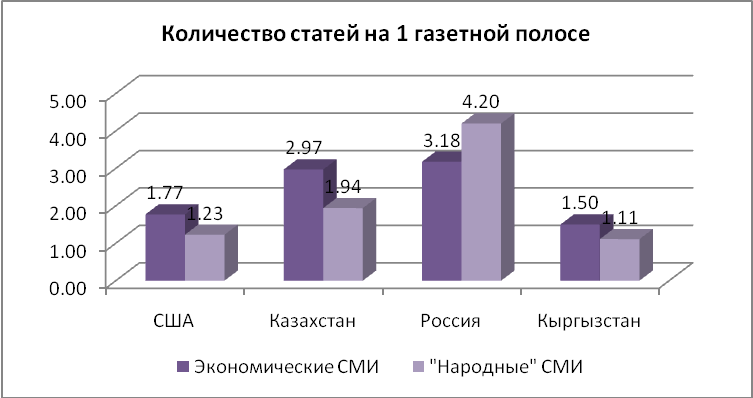 Количество статей на 1 газетной полосе
5.00
4.00
3.00
2.00
1.00
0.00
1.77
1.23
2.97
1.94
3.18
4.20
1.50
1.11
США
Казахстан
Россия
Кыргызстан
Экономические СМИ
"Народные" СМИ